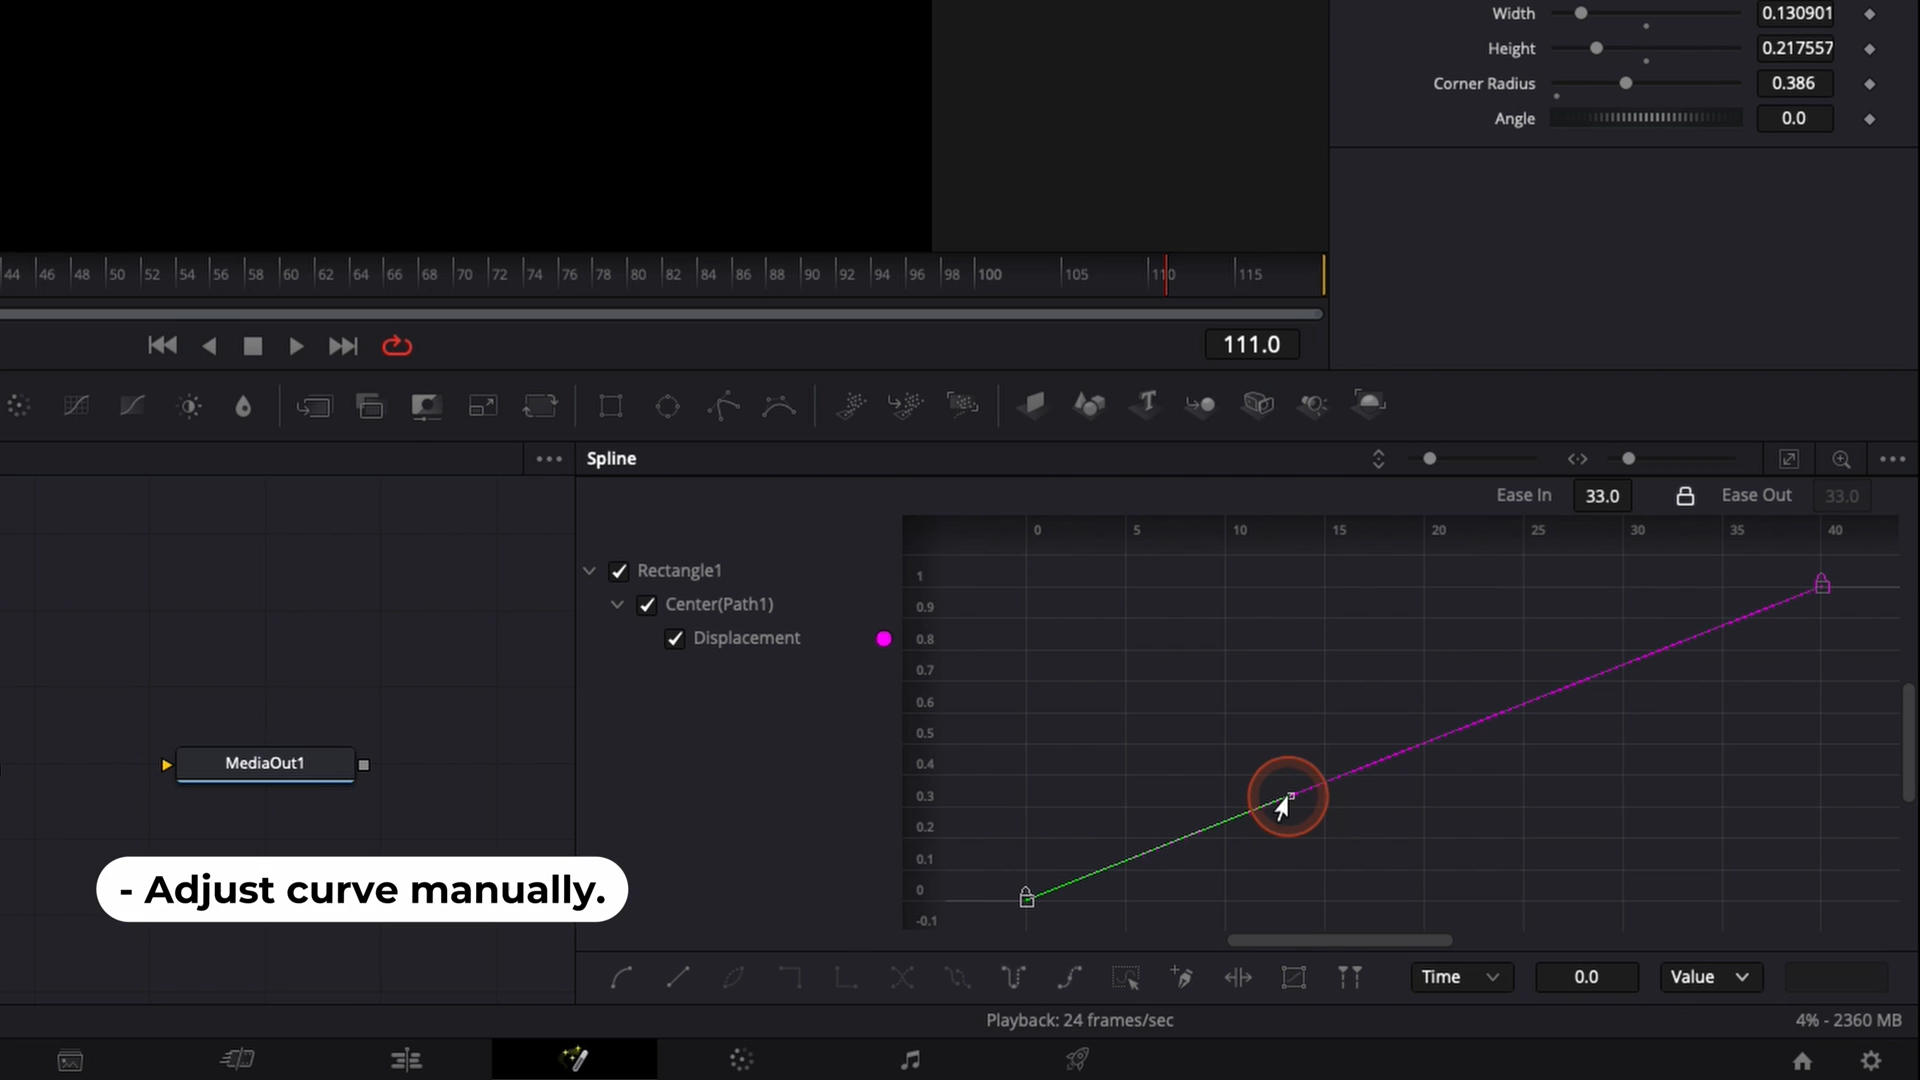 Width 0.130901
Height 0.217557
Corner Radius 0.386
Angle 0.0
44 46 48 50 52 54 56 58 60 62 64 66 68 70 72 74 76 78 80 82 84 86 88 90 92 94 96 98 100 105 110 115
111.0
Spline
Ease In 33.0 Ease Out 33.0
0 5 10 15 20 25 30 35 40
Rectangle1
Center(Path1)
Displacement
1
0.9
0.8
0.7
0.6
0.5
0.4
0.3
0.2
0.1
0
-0.1
MediaOut1
- Adjust curve manually.
Time 0.0 Value
Playback: 24 frames/sec
4% - 2360 MB